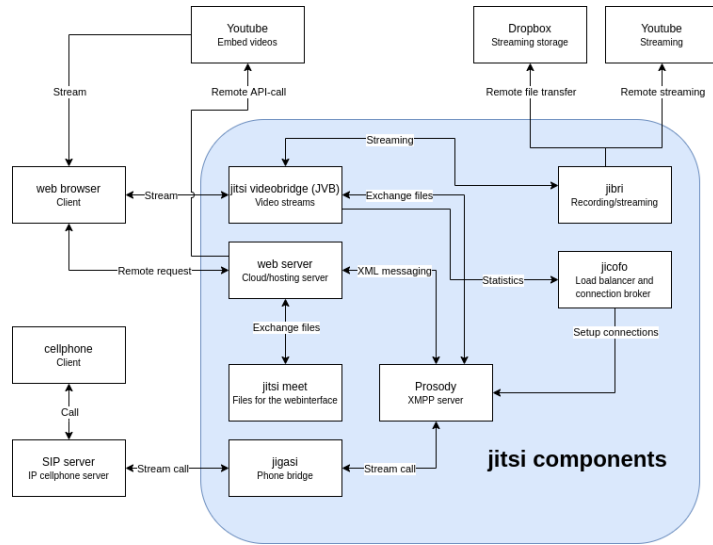 Youtube
Embed videos
Dropbox
Streaming storage
Youtube
Streaming
Stream
Remote API-call
Remote file transfer
Remote streaming
Streaming
web browser
Client
Stream
jitsi videobridge (JVB)
Video streams
Exchange files
jibri
Recording/streaming
Remote request
web server
Cloud/hosting server
XML messaging
Statistics
jicofo
Load balancer and
connection broker
Exchange files
Setup connections
cellphone
Client
jitsi meet
Files for the webinterface
Prosody
XMPP server
Call
SIP server
IP cellphone server
Stream call
jigasi
Phone bridge
Stream call
jitsi components